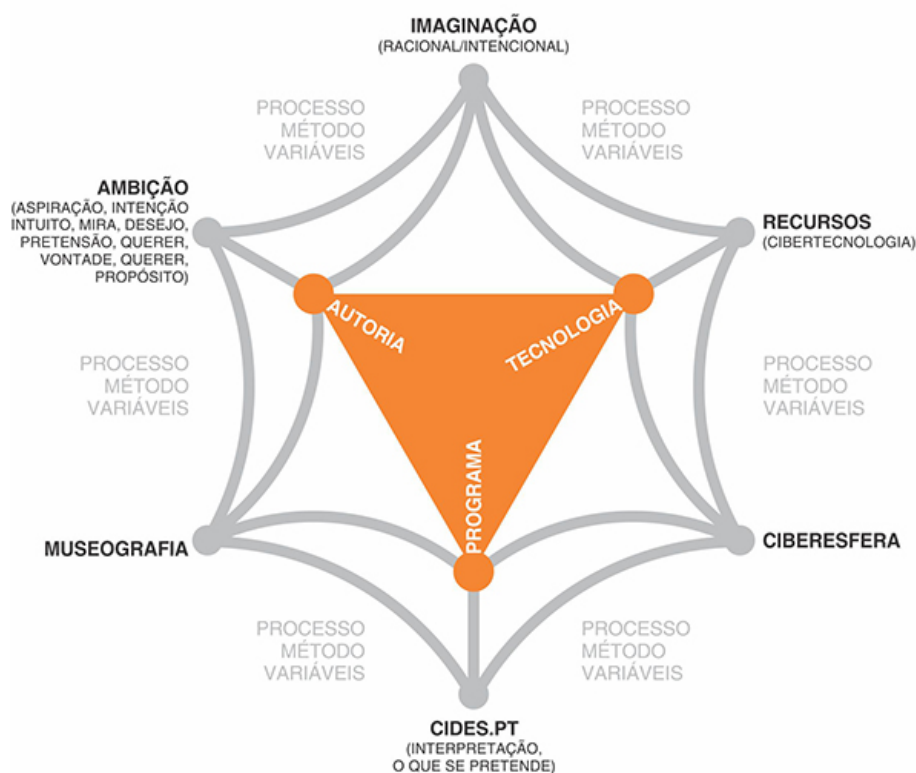 IMAGINAÇÃO
(RACIONAL/INTENCIONAL)
PROCESSO
MÉTODO
VARIÁVEIS
PROCESSO
MÉTODO
VARIÁVEIS
AMBIÇÃO
(ASPIRAÇÃO, INTENÇÃO
INTUITO, MIRA, DESEJO,
PRETENSÃO, QUERER,
VONTADE, QUERER,
PROPÓSITO)
RECURSOS
(CIBERTECNOLOGIA)
AUTORIA
TECNOLOGIA
PROCESSO
MÉTODO
VARIÁVEIS
PROCESSO
MÉTODO
VARIÁVEIS
PROGRAMA
MUSEOGRAFIA
CIBERESFERA
PROCESSO
MÉTODO
VARIÁVEIS
PROCESSO
MÉTODO
VARIÁVEIS
CIDES.PT
(INTERPRETAÇÃO,
O QUE SE PRETENDE)